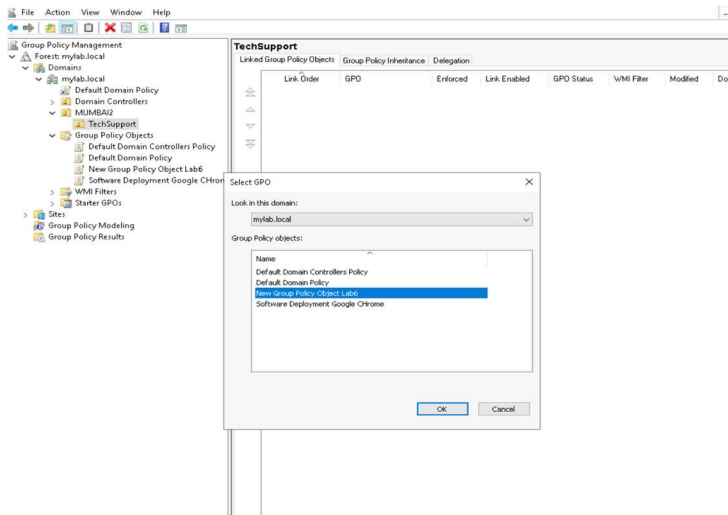 File Action View Window Help
Group Policy Management
Forest: mylab.local
Domains
mylab.local
Default Domain Policy
Domain Controllers
MUMBAI2
TechSupport
Group Policy Objects
Default Domain Controllers Policy
Default Domain Policy
New Group Policy Object Lab6
Software Deployment Google CHrom
WMI Filters
Starter GPOs
Sites
Group Policy Modeling
Group Policy Results
TechSupport
Linked Group Policy Objects Group Policy Inheritance Delegation
Link Order GPO Enforced Link Enabled GPO Status WMI Filter Modified Do
Select GPO
Look in this domain:
mylab.local
Group Policy objects:
Name
Default Domain Controllers Policy
Default Domain Policy
New Group Policy Object Lab6
Software Deployment Google CHrome
OK Cancel